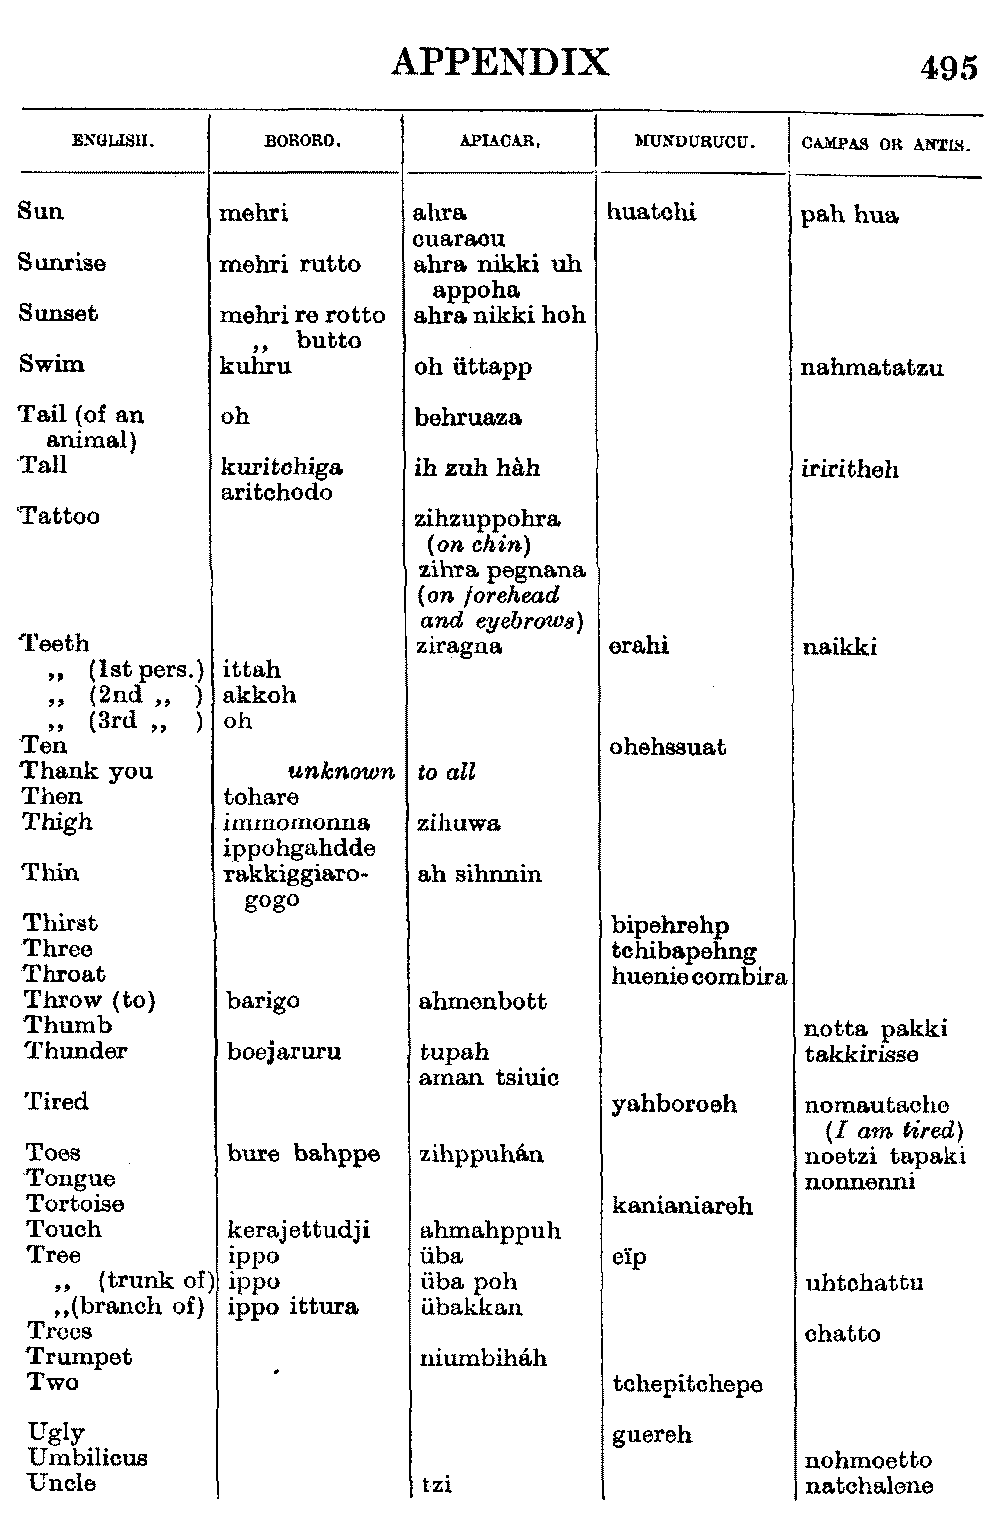 APPENDIX 495
ENGLISH. BORORO. APIACAR. MUNDURUCU. CAMPAS OR ANTIS.
Sun mehri ahra huatchi pah hua
cuaracu
Sunrise mehri rutto ahra nikki uh
appoha
Sunset mehri re rotto ahra nikki hoh
,, butto
Swim kuhru oh üttapp nahmatatzu
Tail (of an oh behruaza
animal)
Tall kuritchiga ih zuh hàh iriritheh
aritchodo
Tattoo zihzuppohra
(on chin)
zihra pegnana
(on forehead
and eyebrows)
Teeth ziragna erahi naikki
,, (1st pers.) ittah
,, (2nd ,, ) akkoh
,, (3rd ,, ) oh
Ten ohehssuat
Thank you unknown to all
Then tohare
Thigh immomonna zihuwa
ippohgahdde
Thin rakkiggiaro- ah sihnnin
gogo
Thirst bipehrehp
Three tchibapehng
Throat huenie combira
Throw (to) barigo ahmenbott
Thumb notta pakki
Thunder boejaruru tupah takkirisse
aman tsiuic
Tired yahboroeh nomautache
(I am tired)
Toes bure bahppe zihppuhán noetzi tapaki
Tongue nonnenni
Tortoise kanianiareh
Touch kerajettudji ahmahppuh
Tree ippo üba eïp
,, (trunk of) ippo üba poh uhtchattu
,,(branch of) ippo ittura übakkan
Trees chatto
Trumpet niumbiháh
Two tchepitchepe
Ugly guereh
Umbilicus nohmoetto
Uncle tzi natchalene